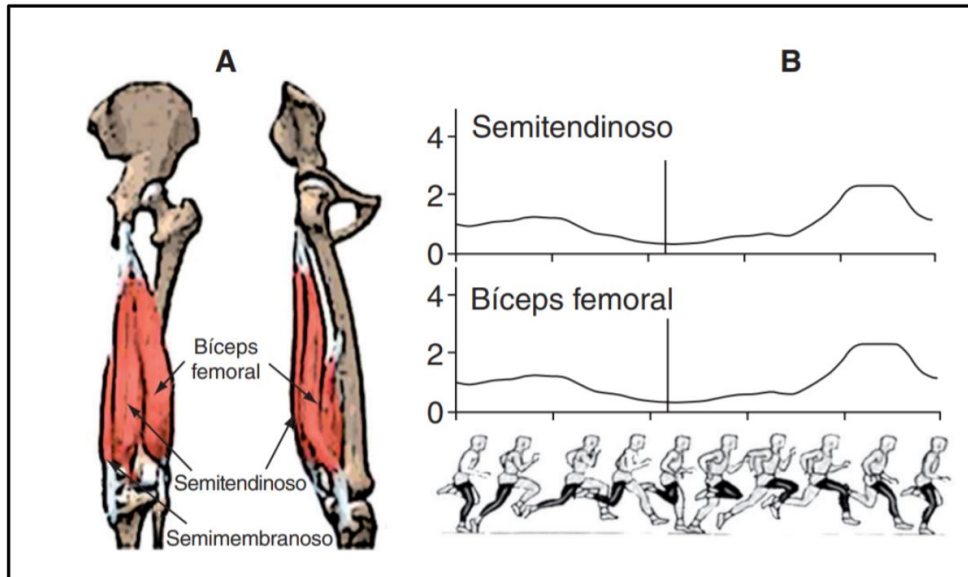 A
Bíceps
femoral
Semitendinoso
Semimembranoso
B
Semitendinoso
4
2
0
Bíceps femoral
4
2
0